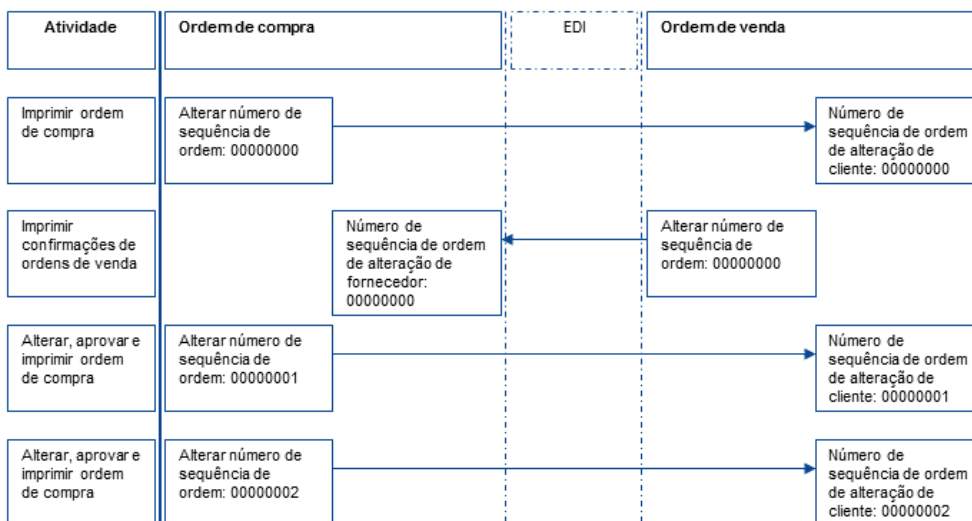 Atividade
Ordem de compra
EDI
Ordem de venda
Imprimir ordem
de compra
Alterar número de
sequência de
ordem: 00000000
Número de
sequência de ordem
de alteração de
cliente: 00000000
Imprimir
confirmações de
ordens de venda
Número de
sequência de ordem
de alteração de
fornecedor:
00000000
Alterar número de
sequência de
ordem: 00000000
Alterar, aprovar e
imprimir ordem
de compra
Alterar número de
sequência de
ordem: 00000001
Número de
sequência de ordem
de alteração de
cliente: 00000001
Alterar, aprovar e
imprimir ordem
de compra
Alterar número de
sequência de
ordem: 00000002
Número de
sequência de ordem
de alteração de
cliente: 00000002